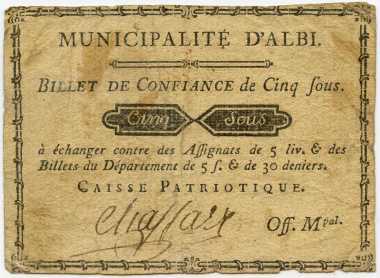 MUNICIPALITÉ D'ALBI.
BILLET DE CONFIANCE de Cinq ſous.
Cinq Sous
à échanger contre des Aſſignats de 5 liv. & des
Billets du Département de 5 ſ. & de 30 deniers.
CAISSE PATRIOTIQUE.
Off. Mpal.